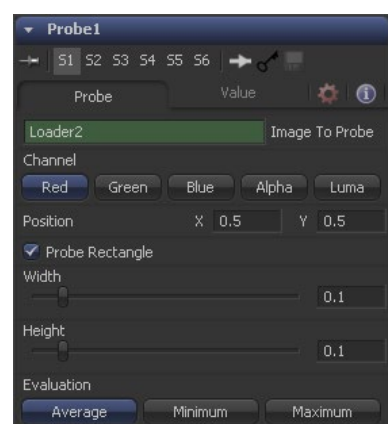 Probe1
S1 S2 S3 S4 S5 S6
Probe Value
Loader2 Image To Probe
Channel
Red Green Blue Alpha Luma
Position X 0.5 Y 0.5
Probe Rectangle
Width
0.1
Height
0.1
Evaluation
Average Minimum Maximum